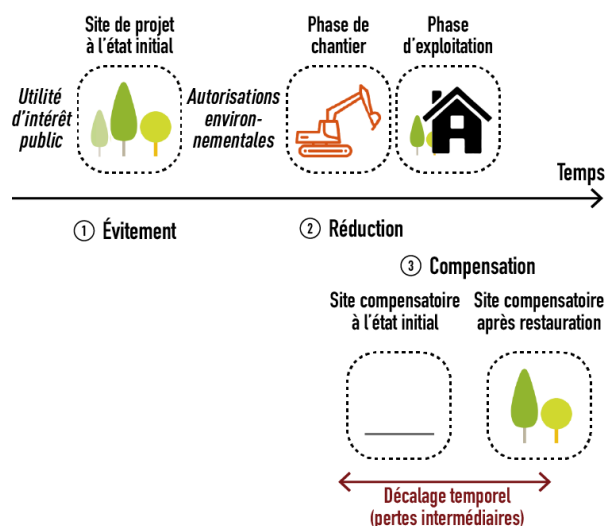 Site de projet
à l'état initial
Phase de
chantier
Phase
d'exploitation
Utilité
d'intérêt
public
Autorisations
environ-
nementales
Temps
① Évitement
② Réduction
③ Compensation
Site compensatoire
à l'état initial
Site compensatoire
après restauration
Décalage temporel
(pertes intermédiaires)